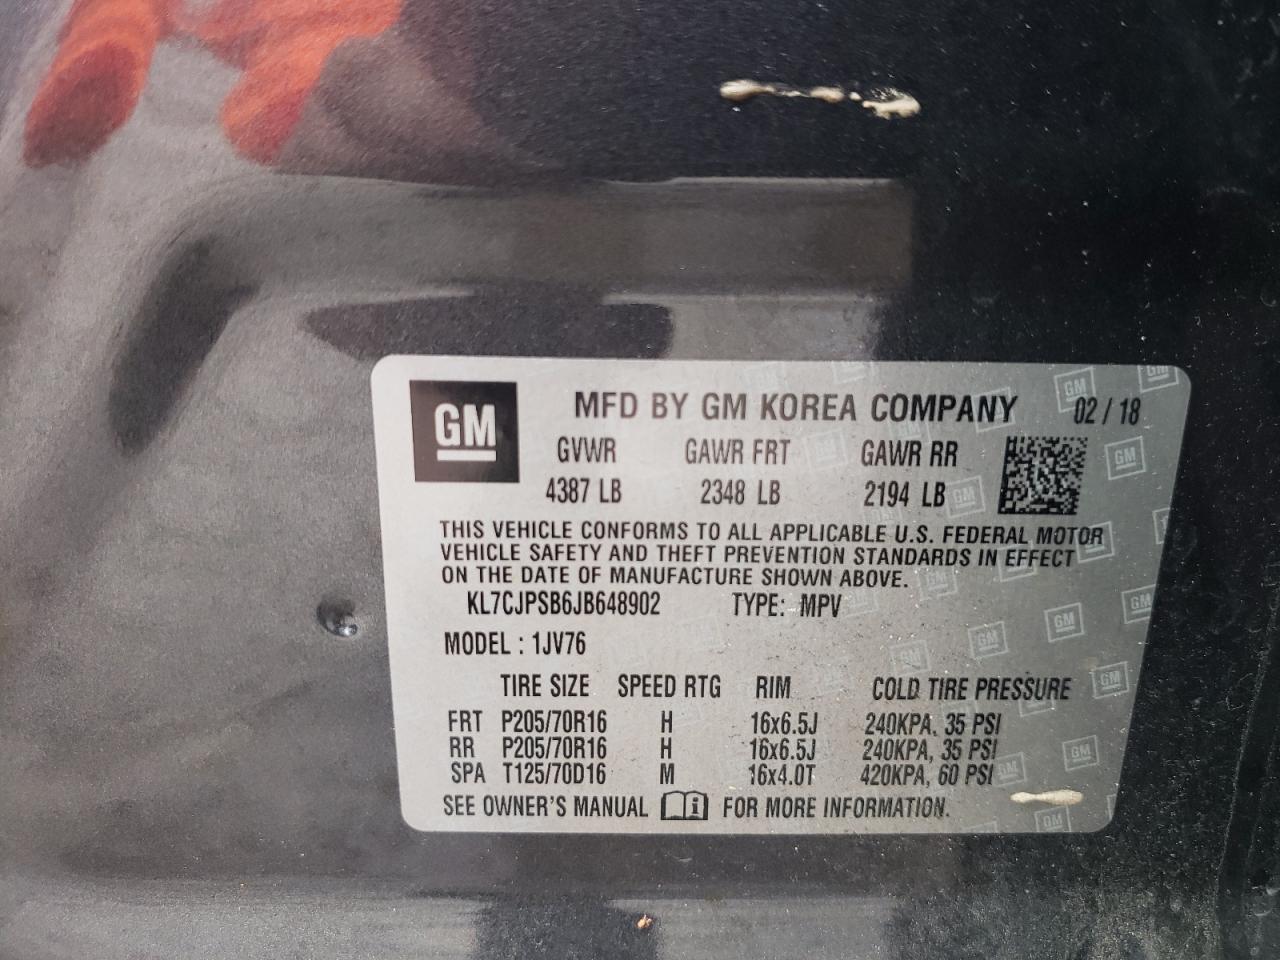 GM MFD BY GM KOREA COMPANY 02 / 18
GVWR GAWR FRT GAWR RR
4387 LB 2348 LB 2194 LB
THIS VEHICLE CONFORMS TO ALL APPLICABLE U.S. FEDERAL MOTOR
VEHICLE SAFETY AND THEFT PREVENTION STANDARDS IN EFFECT
ON THE DATE OF MANUFACTURE SHOWN ABOVE.
KL7CJPSB6JB648902 TYPE: MPV
MODEL : 1JV76
TIRE SIZE SPEED RTG RIM COLD TIRE PRESSURE
FRT P205/70R16 H 16x6.5J 240KPA, 35 PSI
RR P205/70R16 H 16x6.5J 240KPA, 35 PSI
SPA T125/70D16 M 16x4.0T 420KPA, 60 PSI
SEE OWNER'S MANUAL i FOR MORE INFORMATION.